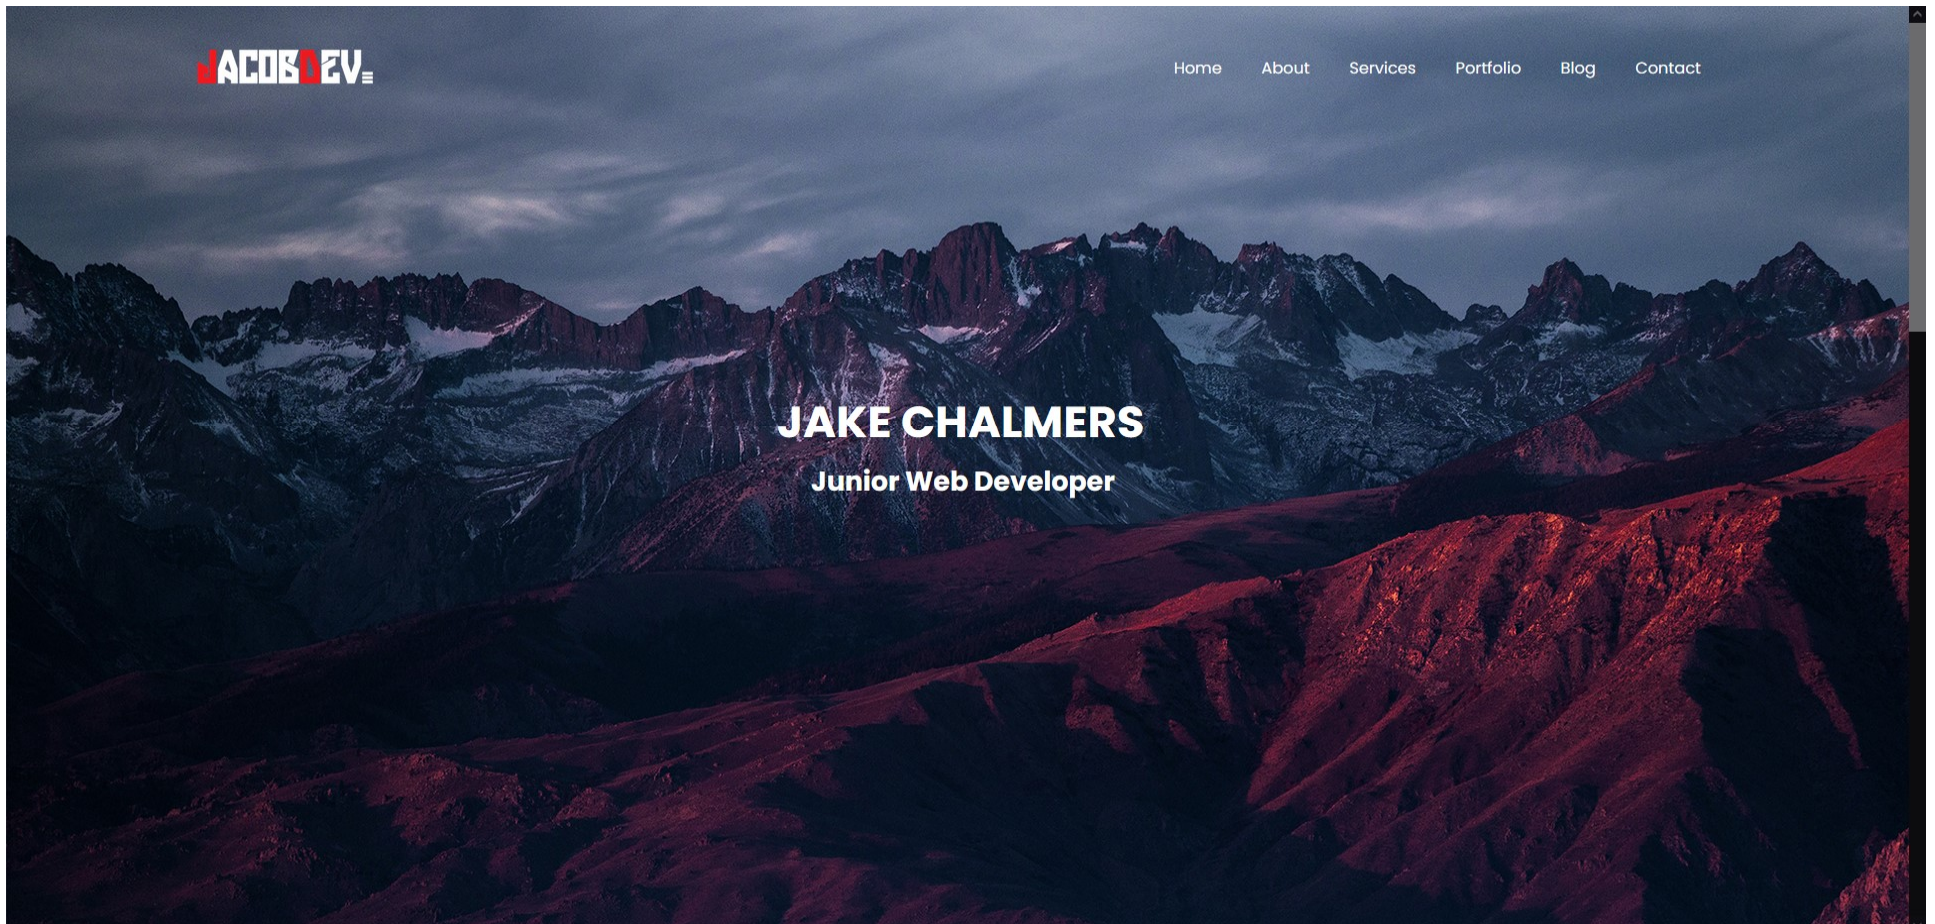 JACOBDEV
Home About Services Portfolio Blog Contact
JAKE CHALMERS
Junior Web Developer